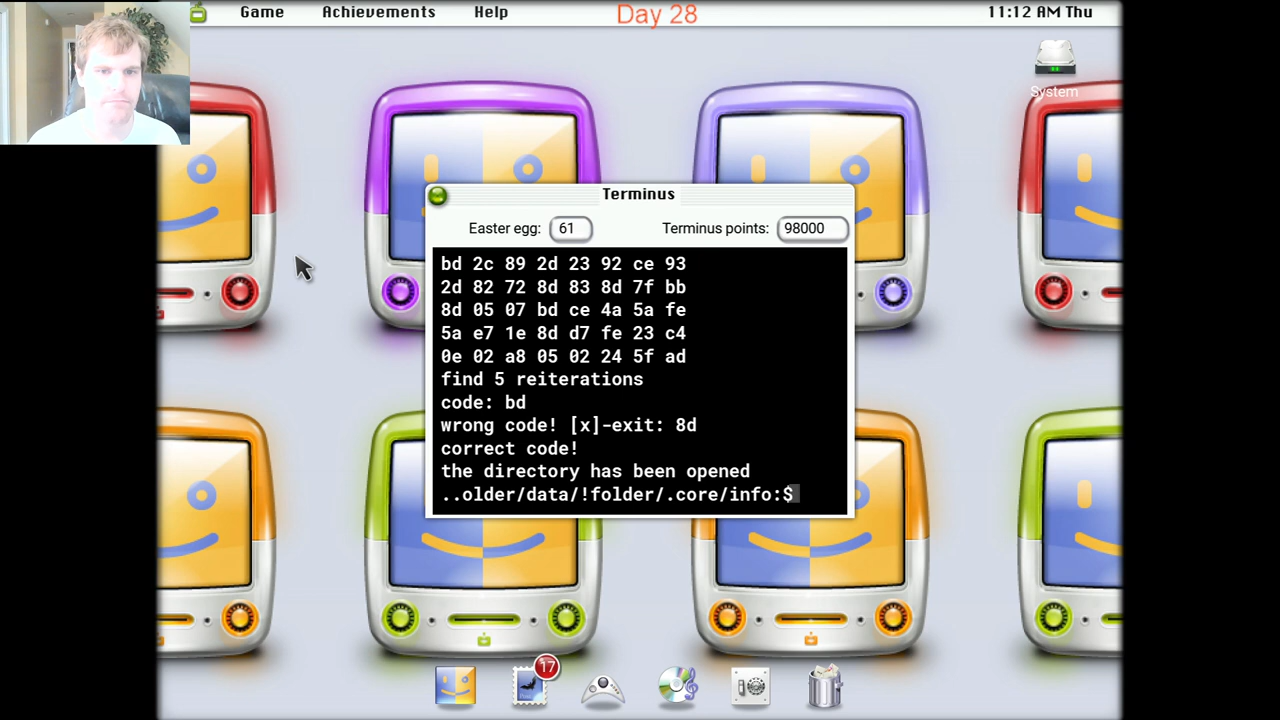 Game Achievements Help Day 28 11:12 AM Thu
System
Terminus
Easter egg: 61 Terminus points: 98000
bd 2c 89 2d 23 92 ce 93
2d 82 72 8d 83 8d 7f bb
8d 05 07 bd ce 4a 5a fe
5a e7 1e 8d d7 fe 23 c4
0e 02 a8 05 02 24 5f ad
find 5 reiterations
code: bd
wrong code! [x]-exit: 8d
correct code!
the directory has been opened
..older/data/!folder/.core/info:$
17